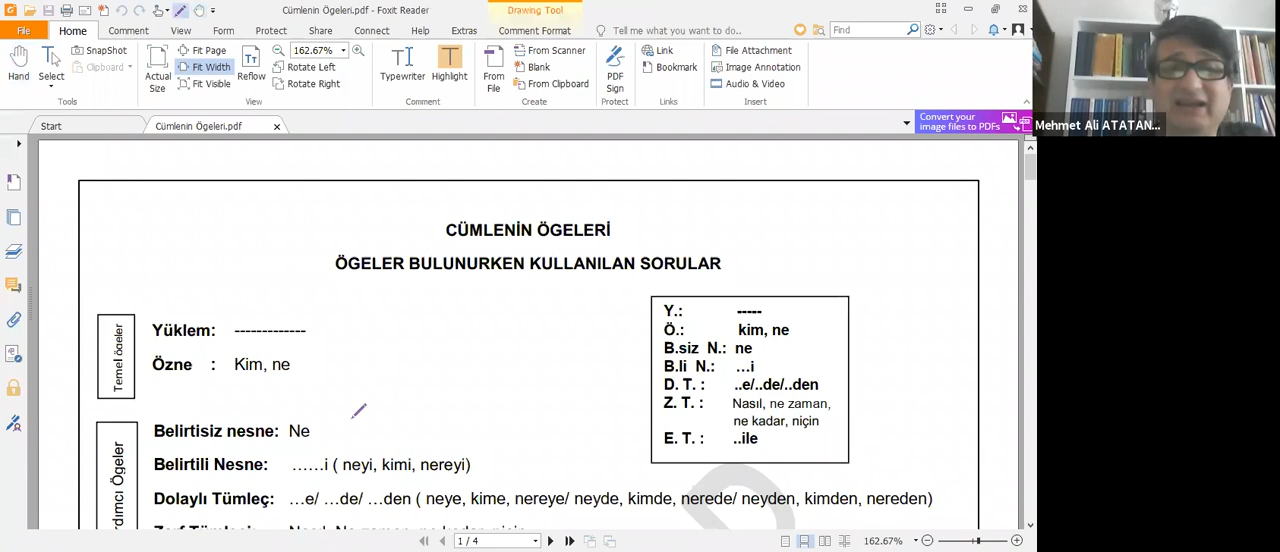 Cümlenin Ögeleri.pdf - Foxit Reader
Drawing Tool
File
Home
Comment
View
Form
Protect
Share
Connect
Help
Extras
Comment Format
Tell me what you want to do..
Find
Hand
Select
SnapShot
Clipboard
Tools
Actual Size
Fit Page
Fit Width
Fit Visible
Reflow
162.67%
Rotate Left
Rotate Right
View
Typewriter
Highlight
Comment
From File
From Scanner
Blank
From Clipboard
Create
PDF Sign
Protect
Link
Bookmark
Links
File Attachment
Image Annotation
Audio & Video
Insert
Start
Cümlenin Ögeleri.pdf
Convert your
image files to PDFs
Mehmet Ali ATATAN...
CÜMLENİN ÖGELERİ
ÖGELER BULUNURKEN KULLANILAN SORULAR
Temel ögeler
Yüklem: -------------
Özne : Kim, ne
Y.: -----
Ö.: kim, ne
B.siz N.: ne
B.li N.: ...i
D. T. : ..e/..de/..den
Z. T. : Nasıl, ne zaman,
ne kadar, niçin
E. T. : ..ile
rdımcı Ögeler
Belirtisiz nesne: Ne
Belirtili Nesne: ......i ( neyi, kimi, nereyi)
Dolaylı Tümleç: ...e/ ...de/ ...den ( neye, kime, nereye/ neyde, kimde, nerede/ neyden, kimden, nereden)
1 / 4
162.67%